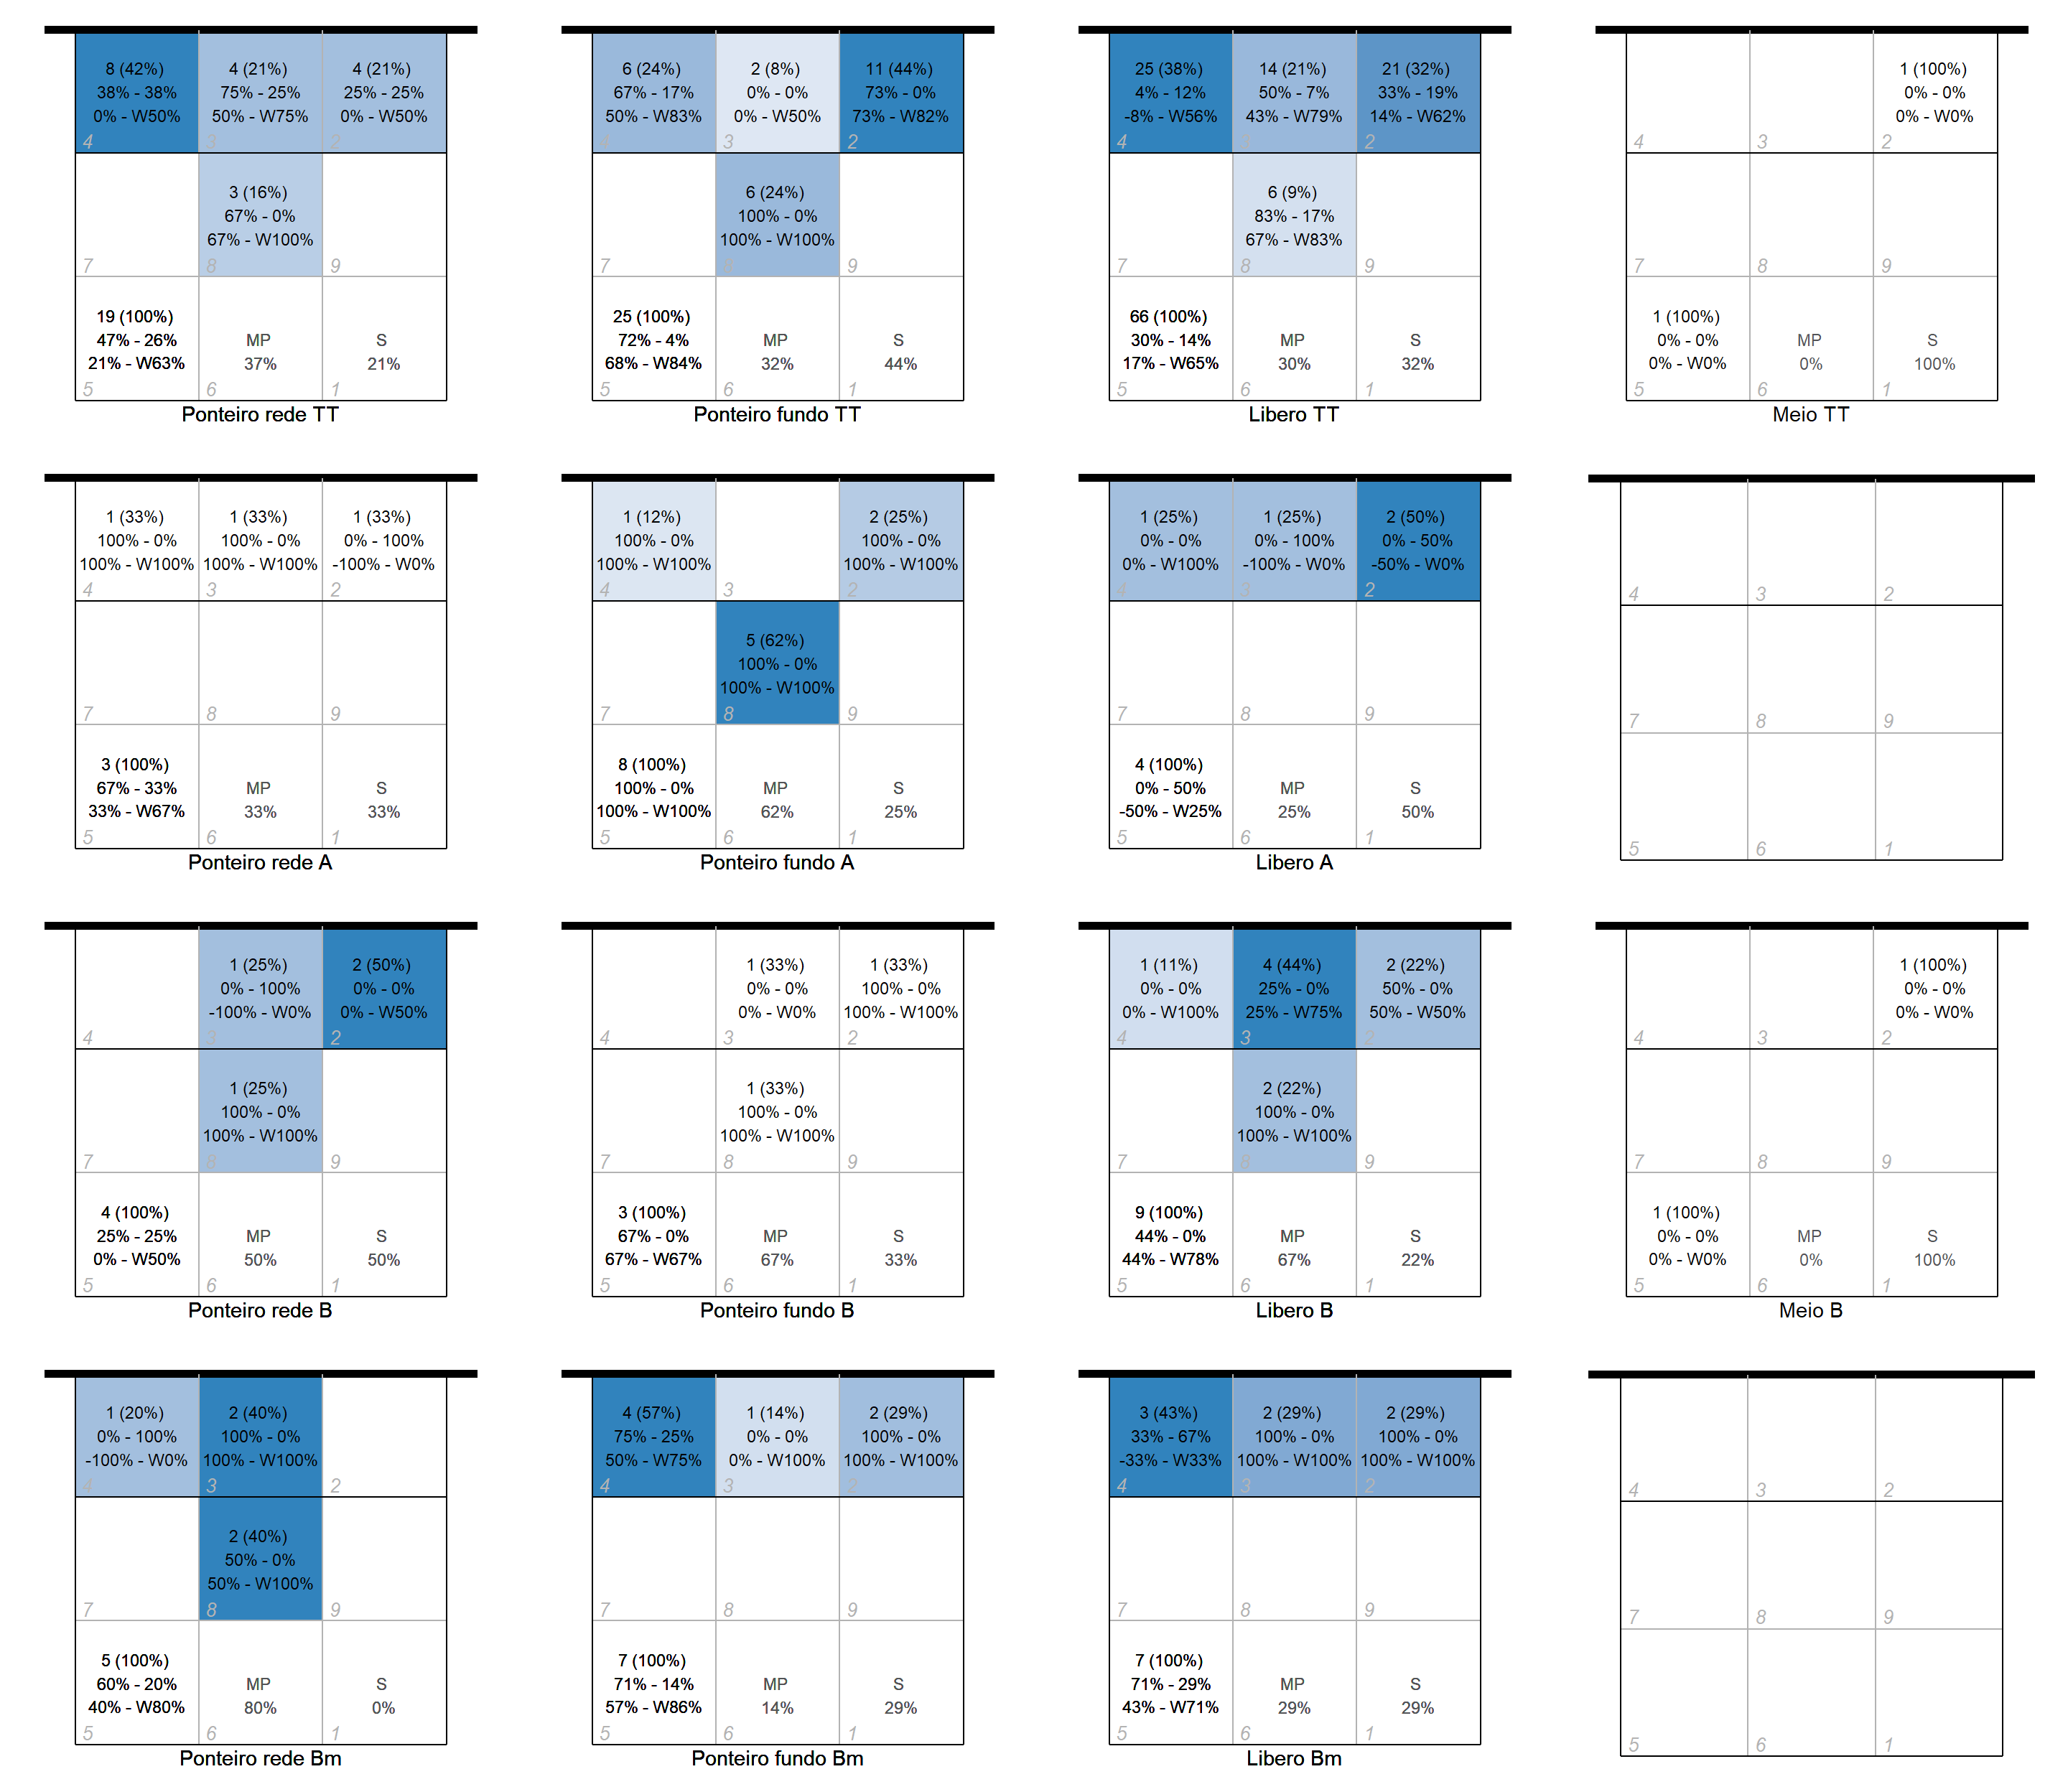 8 (42%)
38% - 38%
0% - W50%
4
4 (21%)
75% - 25%
50% - W75%
3
4 (21%)
25% - 25%
0% - W50%
2
7
3 (16%)
67% - 0%
67% - W100%
8
9
19 (100%)
47% - 26%
21% - W63%
5
MP
37%
6
S
21%
1
Ponteiro rede TT
6 (24%)
67% - 17%
50% - W83%
4
2 (8%)
0% - 0%
0% - W50%
3
11 (44%)
73% - 0%
73% - W82%
2
7
6 (24%)
100% - 0%
100% - W100%
9
25 (100%)
72% - 4%
68% - W84%
5
MP
32%
6
S
44%
1
Ponteiro fundo TT
25 (38%)
4% - 12%
-8% - W56%
4
14 (21%)
50% - 7%
43% - W79%
21 (32%)
33% - 19%
14% - W62%
2
7
6 (9%)
83% - 17%
67% - W83%
8
9
66 (100%)
30% - 14%
17% - W65%
5
MP
30%
6
S
32%
1
Libero TT
4
3
1 (100%)
0% - 0%
0% - W0%
2
7
8
9
1 (100%)
0% - 0%
0% - W0%
5
MP
0%
6
S
100%
1
Meio TT
1 (33%)
100% - 0%
100% - W100%
4
1 (33%)
100% - 0%
100% - W100%
3
1 (33%)
0% - 100%
-100% - W0%
2
7
8
9
3 (100%)
67% - 33%
33% - W67%
5
MP
33%
6
S
33%
1
Ponteiro rede A
1 (12%)
100% - 0%
100% - W100%
4
3
2 (25%)
100% - 0%
100% - W100%
2
7
5 (62%)
100% - 0%
100% - W100%
8
9
8 (100%)
100% - 0%
100% - W100%
5
MP
62%
6
S
25%
1
Ponteiro fundo A
1 (25%)
0% - 0%
0% - W100%
4
1 (25%)
0% - 100%
-100% - W0%
3
2 (50%)
0% - 50%
-50% - W0%
2
7
8
9
4 (100%)
0% - 50%
-50% - W25%
5
MP
25%
6
S
50%
1
Libero A
4
3
2
7
8
9
5
6
1
4
1 (25%)
0% - 100%
-100% - W0%
3
2 (50%)
0% - 0%
0% - W50%
2
7
1 (25%)
100% - 0%
100% - W100%
8
9
4 (100%)
25% - 25%
0% - W50%
5
MP
50%
6
S
50%
1
Ponteiro rede B
4
1 (33%)
0% - 0%
0% - W0%
3
1 (33%)
100% - 0%
100% - W100%
2
7
1 (33%)
100% - 0%
100% - W100%
8
9
3 (100%)
67% - 0%
67% - W67%
5
MP
67%
6
S
33%
1
Ponteiro fundo B
1 (11%)
0% - 0%
0% - W100%
4
4 (44%)
25% - 0%
25% - W75%
3
2 (22%)
50% - 0%
50% - W50%
2
7
2 (22%)
100% - 0%
100% - W100%
8
9
9 (100%)
44% - 0%
44% - W78%
5
MP
67%
6
S
22%
1
Libero B
4
3
1 (100%)
0% - 0%
0% - W0%
2
7
8
9
1 (100%)
0% - 0%
0% - W0%
5
MP
0%
6
S
100%
1
Meio B
1 (20%)
0% - 100%
-100% - W0%
4
2 (40%)
100% - 0%
100% - W100%
3
2
7
2 (40%)
50% - 0%
50% - W100%
8
9
5 (100%)
60% - 20%
40% - W80%
5
MP
80%
6
S
0%
1
Ponteiro rede Bm
4 (57%)
75% - 25%
50% - W75%
4
1 (14%)
0% - 0%
0% - W100%
3
2 (29%)
100% - 0%
100% - W100%
2
7
8
9
7 (100%)
71% - 14%
57% - W86%
5
MP
14%
6
S
29%
1
Ponteiro fundo Bm
3 (43%)
33% - 67%
-33% - W33%
4
2 (29%)
100% - 0%
100% - W100%
3
2 (29%)
100% - 0%
100% - W100%
2
7
8
9
7 (100%)
71% - 29%
43% - W71%
5
MP
29%
6
S
29%
1
Libero Bm
4
3
2
7
8
9
5
6
1